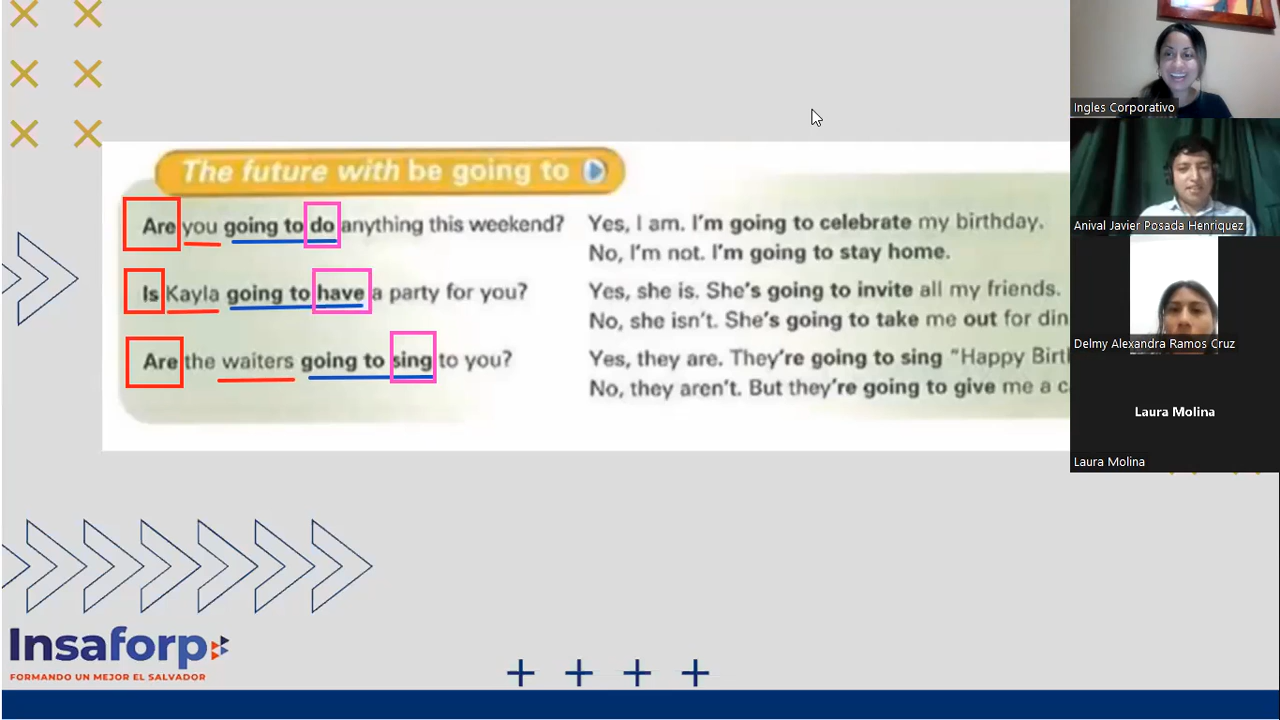 The future with be going to
Are you going to do anything this weekend?
Yes, I am. I'm going to celebrate my birthday.
No, I'm not. I'm going to stay home.
Is Kayla going to have a party for you?
Yes, she is. She's going to invite all my friends.
No, she isn't. She's going to take me out for din
Are the waiters going to sing to you?
Yes, they are. They're going to sing "Happy Birt
No, they aren't. But they're going to give me a c
Ingles Corporativo
Anival Javier Posada Henriquez
Delmy Alexandra Ramos Cruz
Laura Molina
Laura Molina
Insaforp
FORMANDO UN MEJOR EL SALVADOR